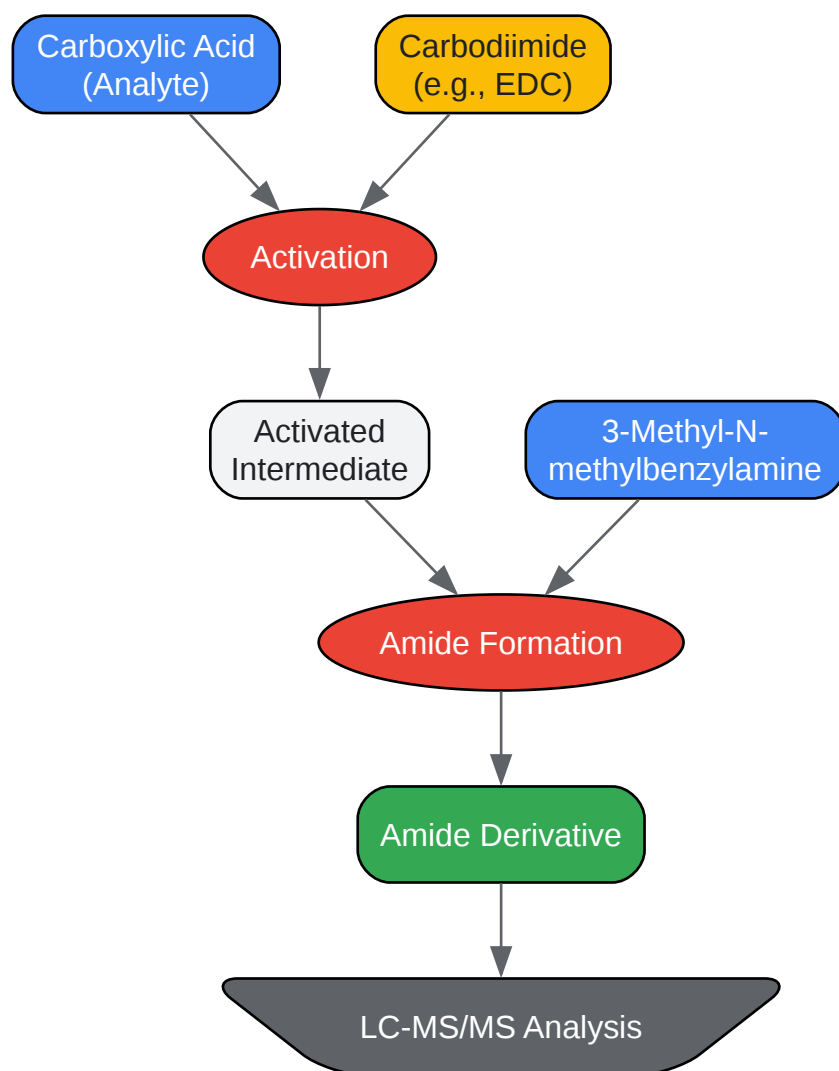 Carboxylic Acid
(Analyte)
Carbodiimide
(e.g., EDC)
Activation
Activated
Intermediate
3-Methyl-N-
methylbenzylamine
Amide Formation
Amide Derivative
LC-MS/MS Analysis